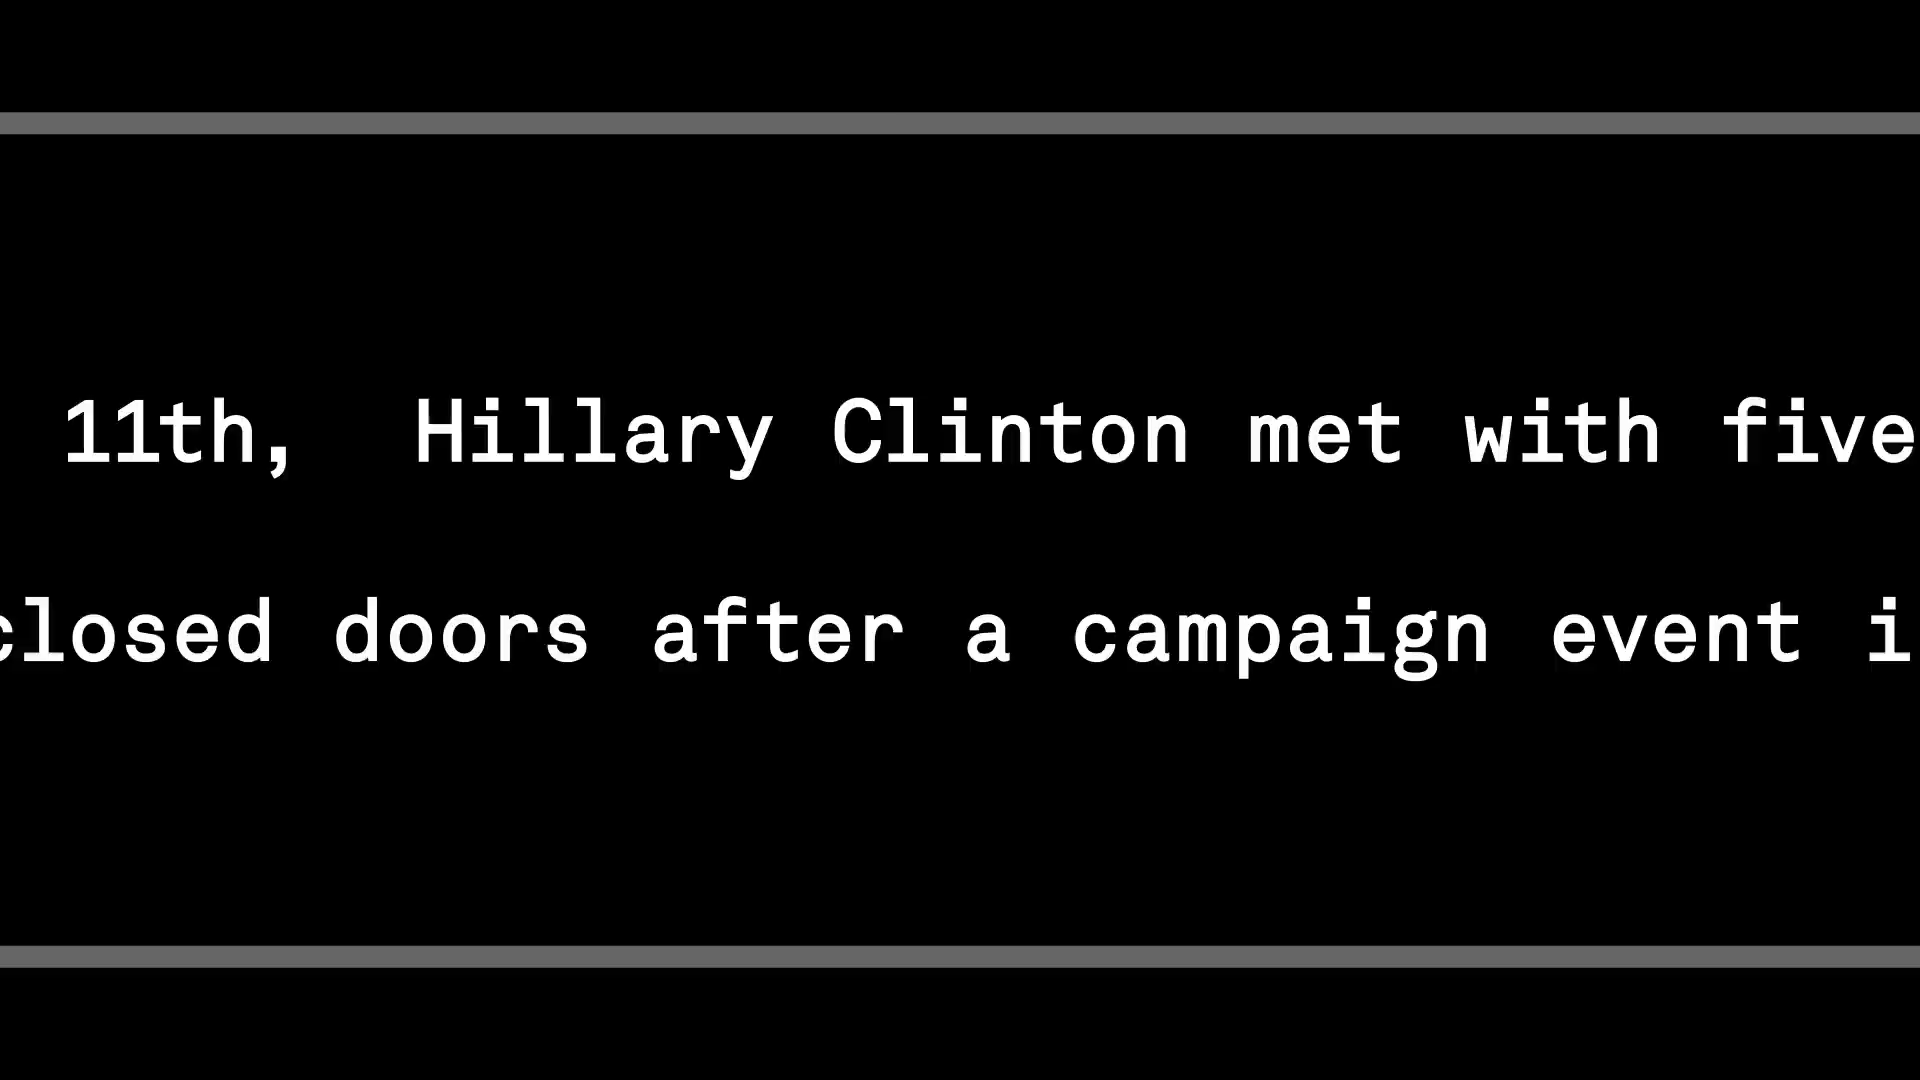 11th, Hillary Clinton met with five
closed doors after a campaign event i